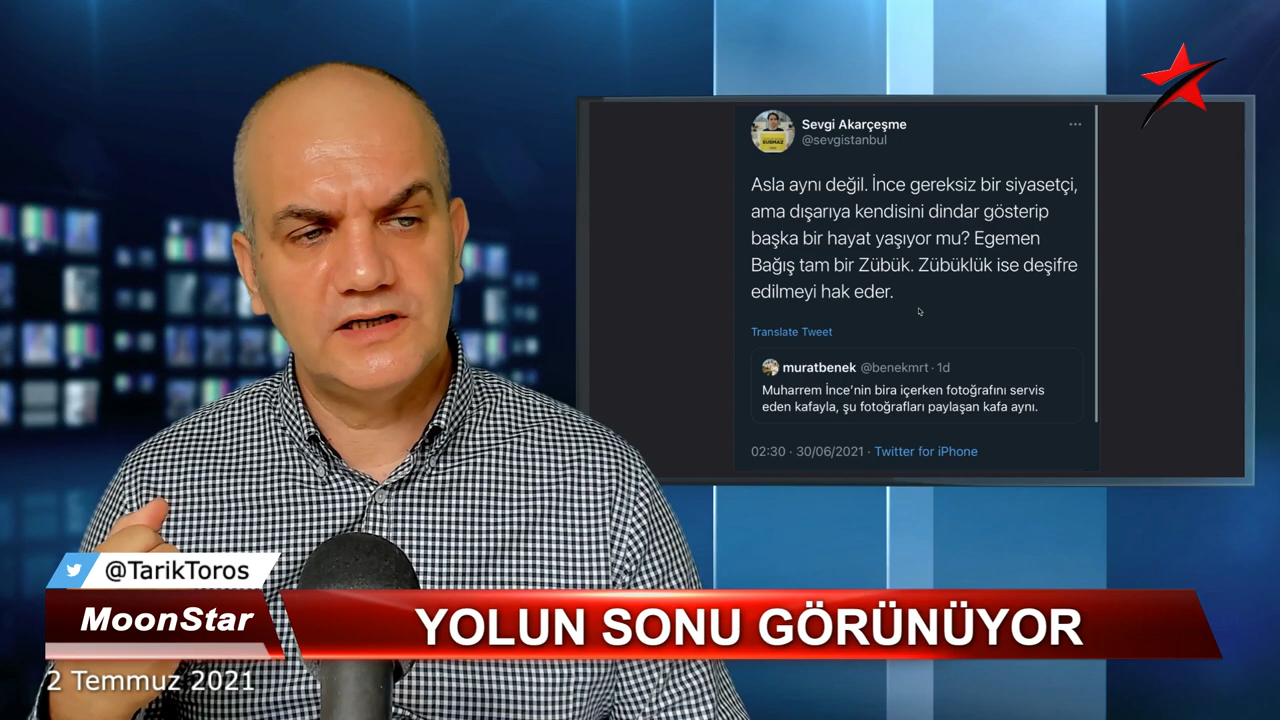 Sevgi Akarçeşme
@sevgistanbul
Asla aynı değil. İnce gereksiz bir siyasetçi,
ama dışarıya kendisini dindar gösterip
başka bir hayat yaşıyor mu? Egemen
Bağış tam bir Zübük. Zübüklük ise deşifre
edilmeyi hak eder.
Translate Tweet
muratbenek @benekmrt · 1d
Muharrem İnce'nin bira içerken fotoğrafını servis
eden kafayla, şu fotoğrafları paylaşan kafa aynı.
02:30 · 30/06/2021 · Twitter for iPhone
@TarikToros
MoonStar
YOLUN SONU GÖRÜNÜYOR
2 Temmuz 2021